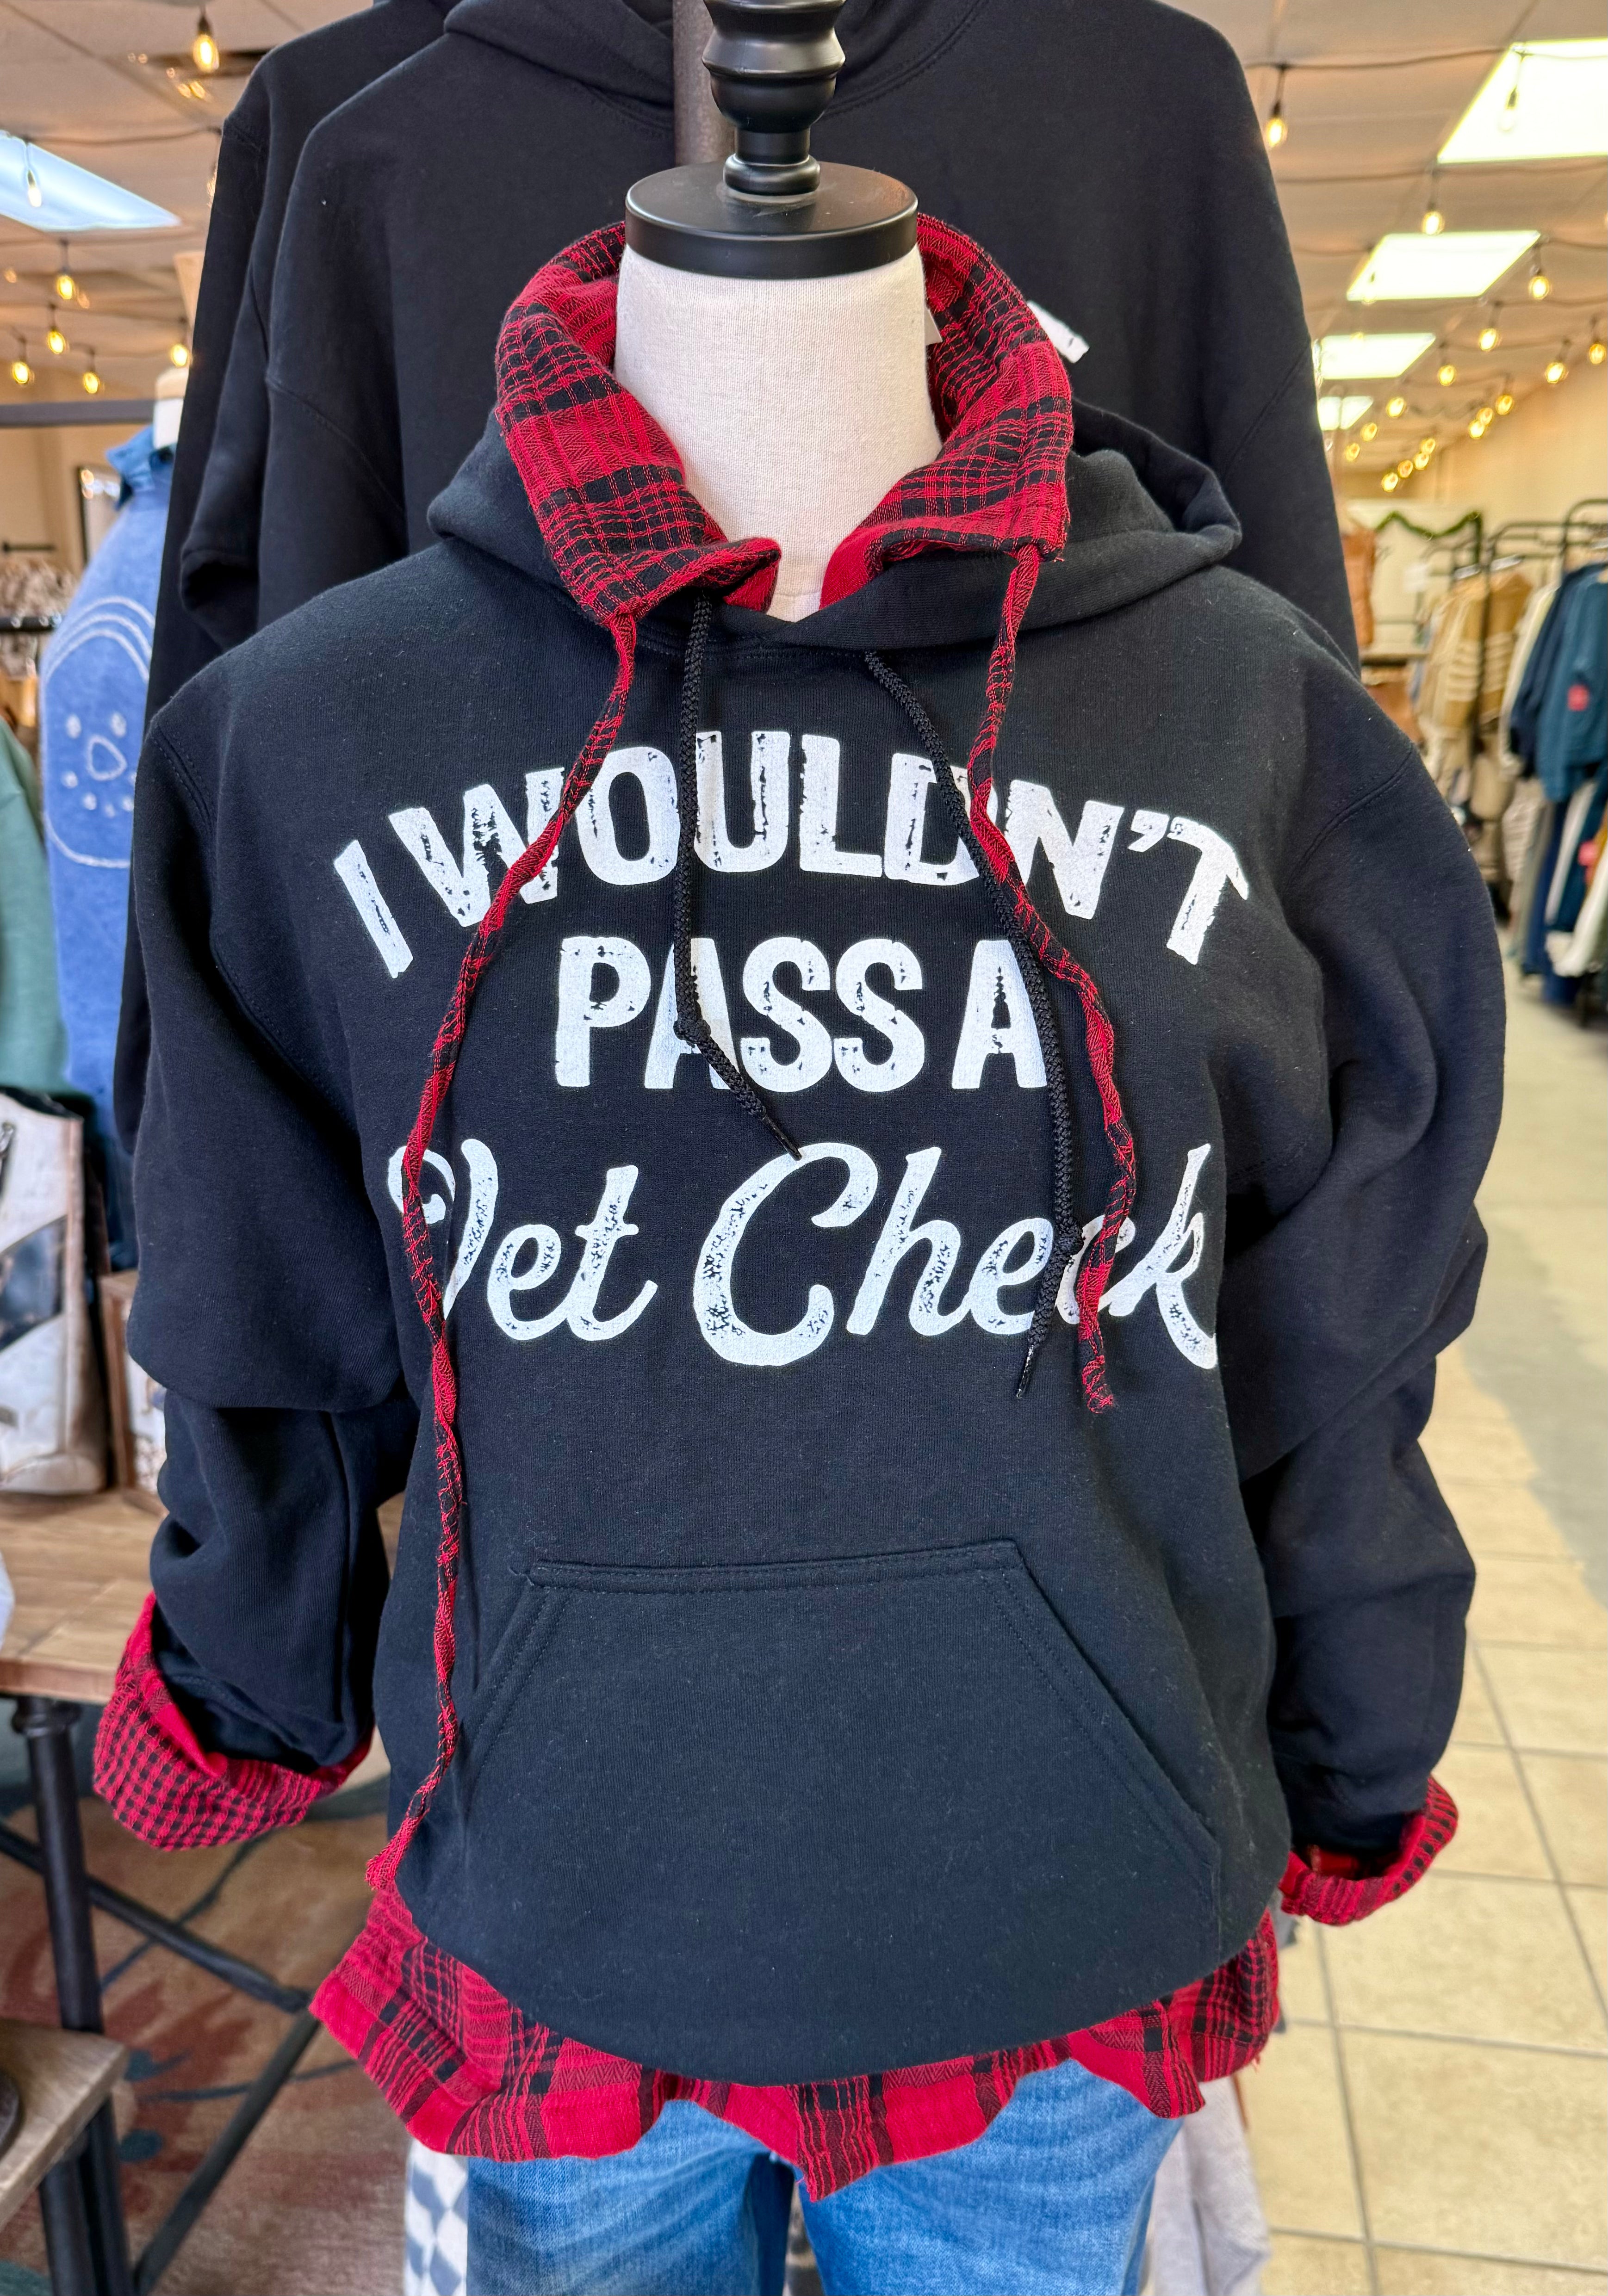 I WOULDN'T
PASS A
Vet Check